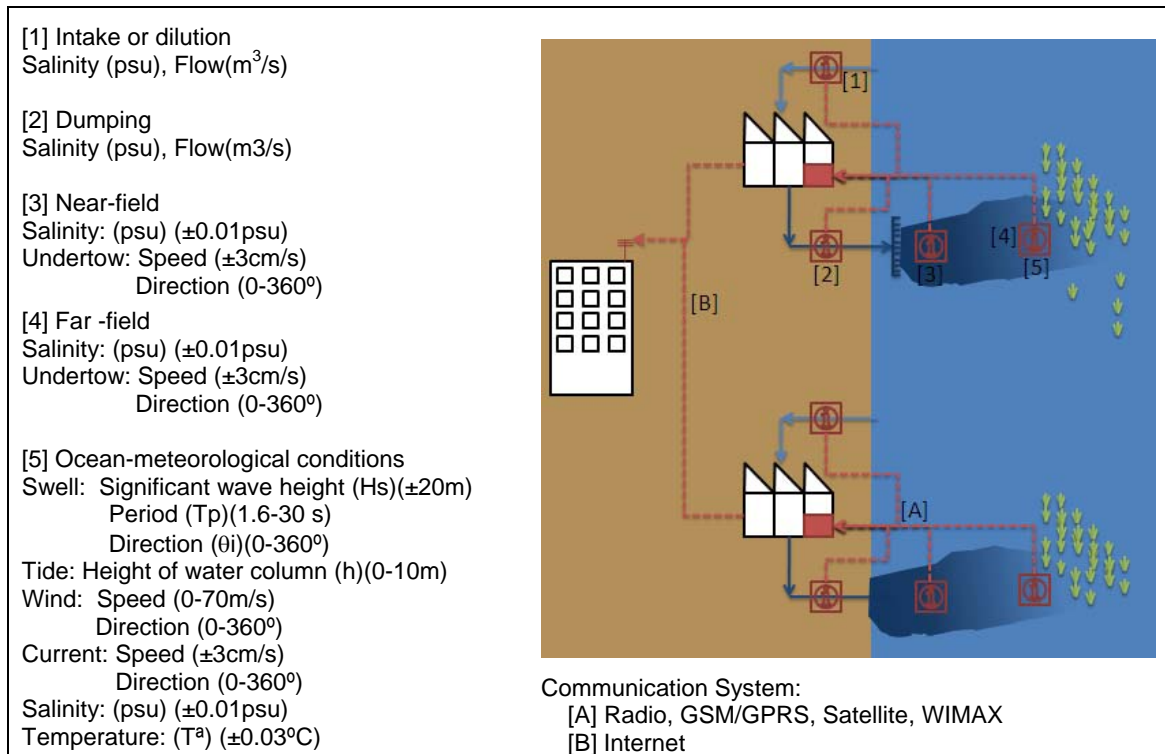 [1] Intake or dilution
Salinity (psu), Flow(m³/s)
[2] Dumping
Salinity (psu), Flow(m3/s)
[3] Near-field
Salinity: (psu) (±0.01psu)
Undertow: Speed (±3cm/s)
Direction (0-360º)
[4] Far -field
Salinity: (psu) (±0.01psu)
Undertow: Speed (±3cm/s)
Direction (0-360º)
[5] Ocean-meteorological conditions
Swell: Significant wave height (Hs)(±20m)
Period (Tp)(1.6-30 s)
Direction (θi)(0-360º)
Tide: Height of water column (h)(0-10m)
Wind: Speed (0-70m/s)
Direction (0-360º)
Current: Speed (±3cm/s)
Direction (0-360º)
Salinity: (psu) (±0.01psu)
Temperature: (Tª) (±0.03ºC)
[1]
[4]
[2]
[3]
[5]
[B]
[A]
Communication System:
[A] Radio, GSM/GPRS, Satellite, WIMAX
[B] Internet